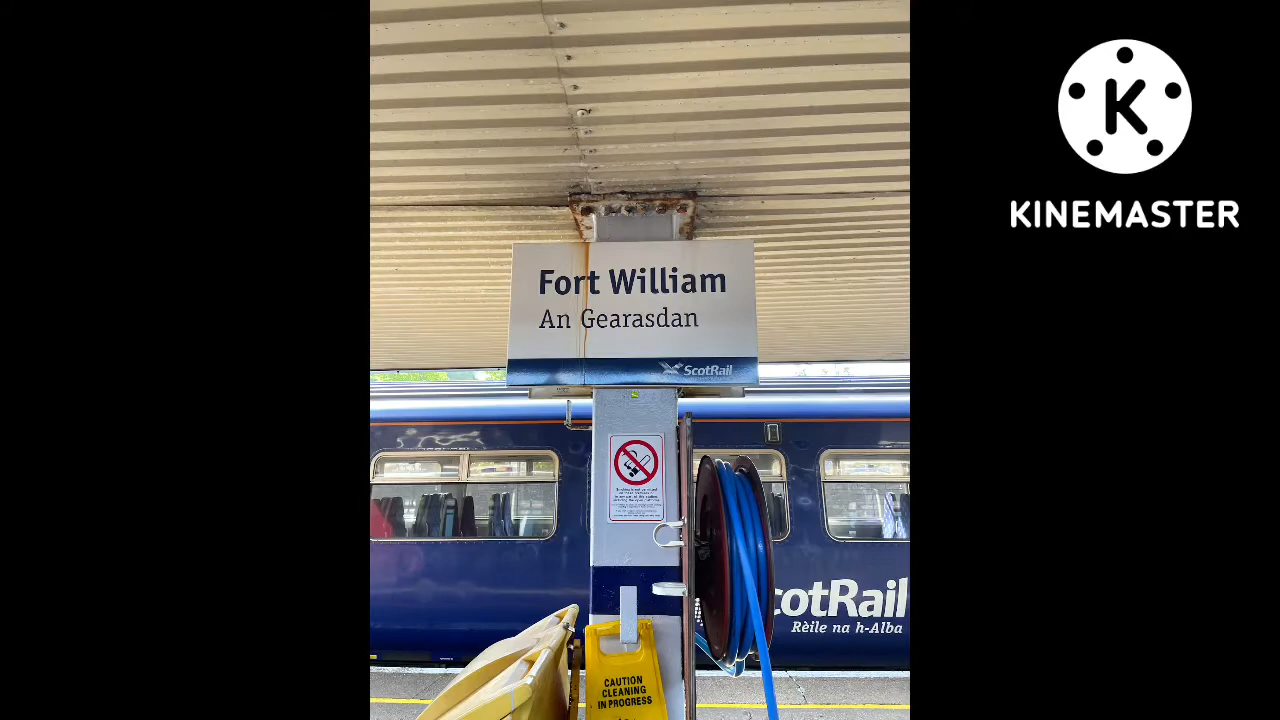 KINEMASTER
Fort William
An Gearasdan
ScotRail
cotRail
Rèile na h-Alba
CAUTION
CLEANING
IN PROGRESS